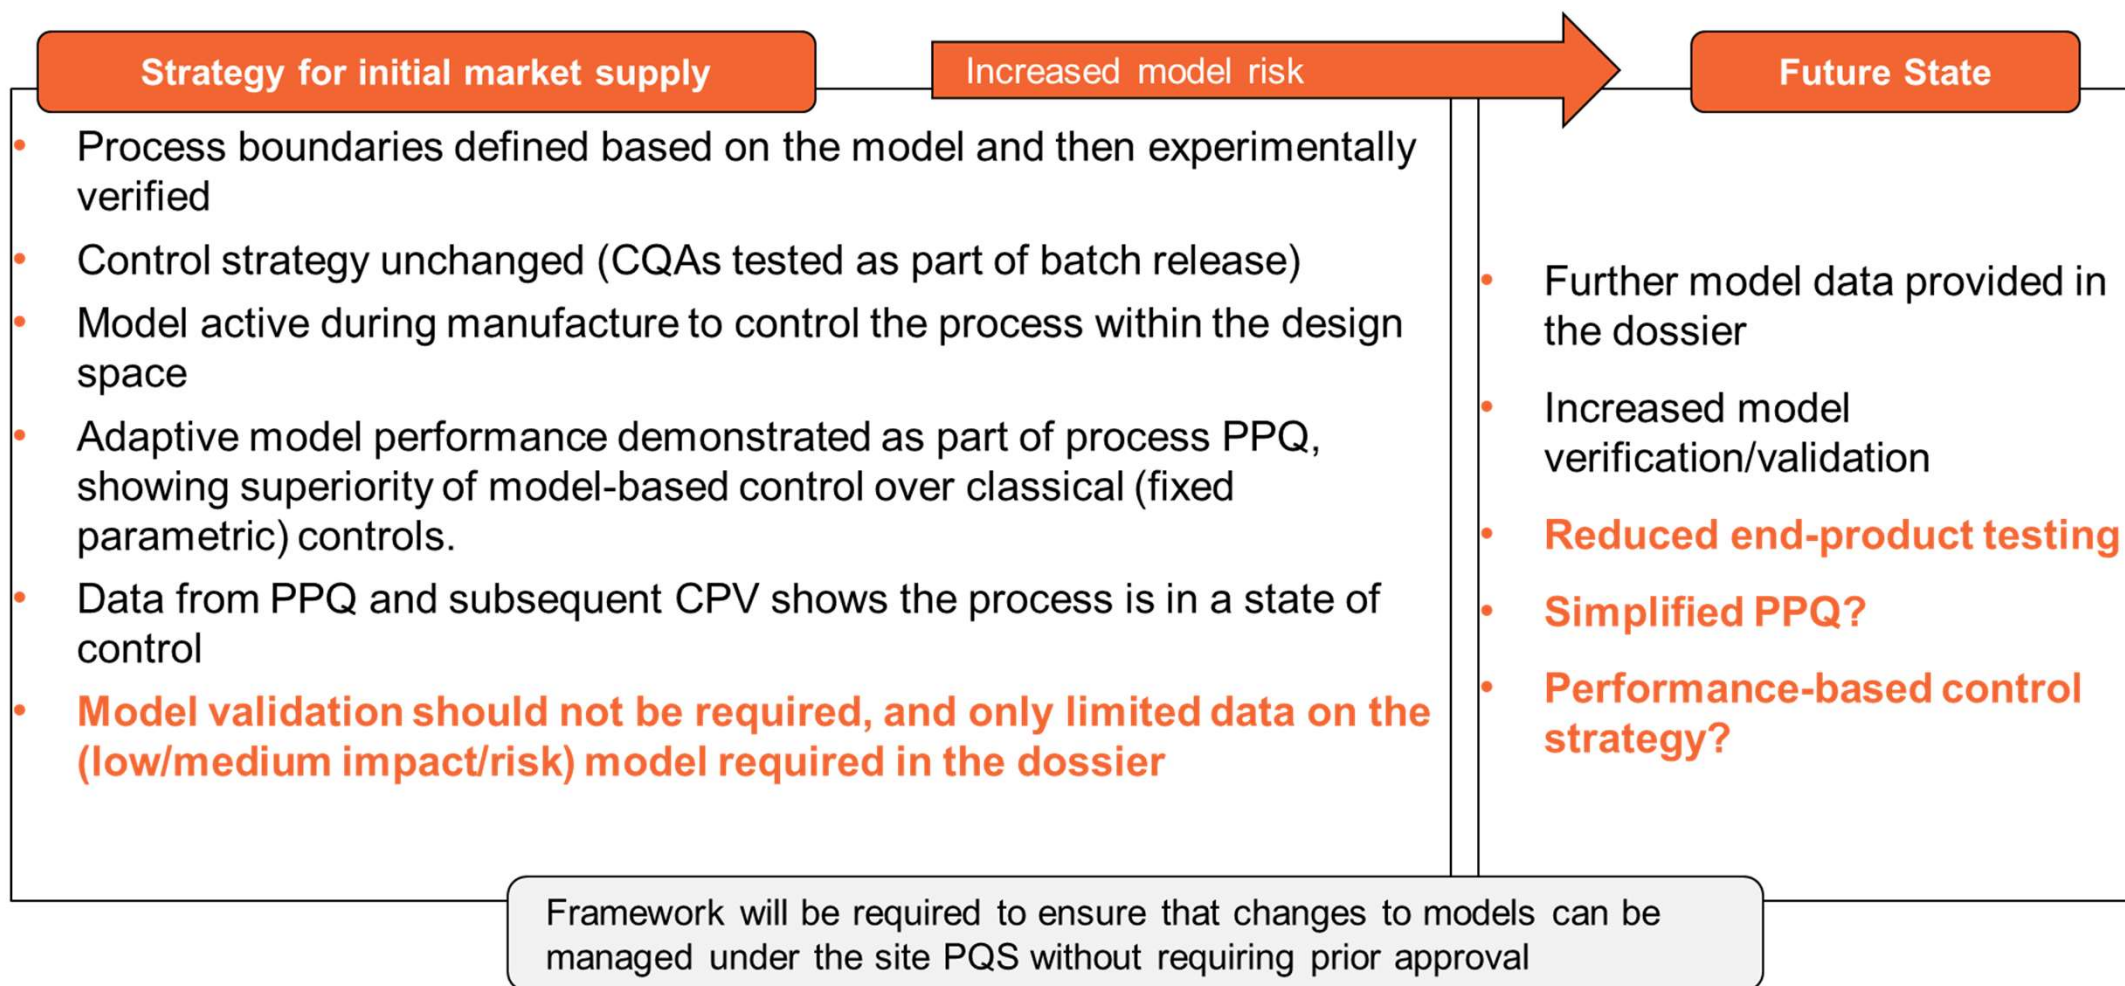 Strategy for initial market supply
Increased model risk
Future State
• Process boundaries defined based on the model and then experimentally
verified
• Control strategy unchanged (CQAs tested as part of batch release)
• Model active during manufacture to control the process within the design
space
• Adaptive model performance demonstrated as part of process PPQ,
showing superiority of model-based control over classical (fixed
parametric) controls.
• Data from PPQ and subsequent CPV shows the process is in a state of
control
• Model validation should not be required, and only limited data on the
(low/medium impact/risk) model required in the dossier
• Further model data provided in
the dossier
• Increased model
verification/validation
• Reduced end-product testing
• Simplified PPQ?
• Performance-based control
strategy?
Framework will be required to ensure that changes to models can be
managed under the site PQS without requiring prior approval